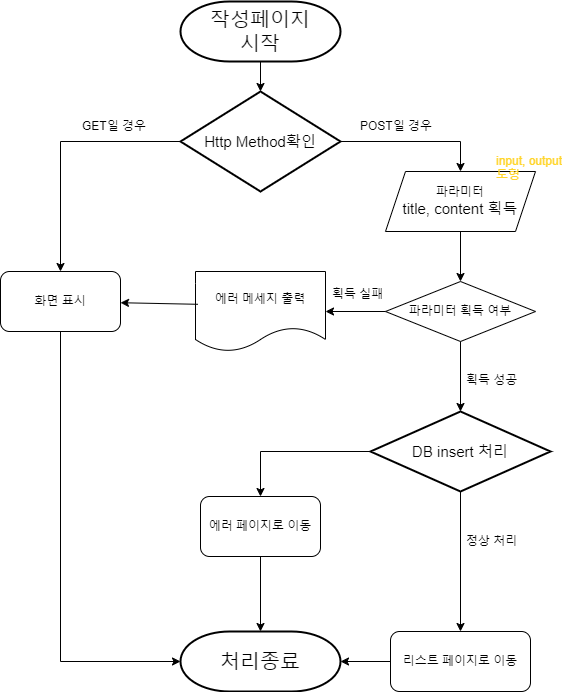 작성페이지
시작
GET일 경우
POST일 경우
Http Method확인
input, output
도형
파라미터
title, content 획득
화면 표시
에러 메세지 출력
획득 실패
파라미터 획득 여부
획득 성공
DB insert 처리
에러 페이지로 이동
정상 처리
처리종료
리스트 페이지로 이동